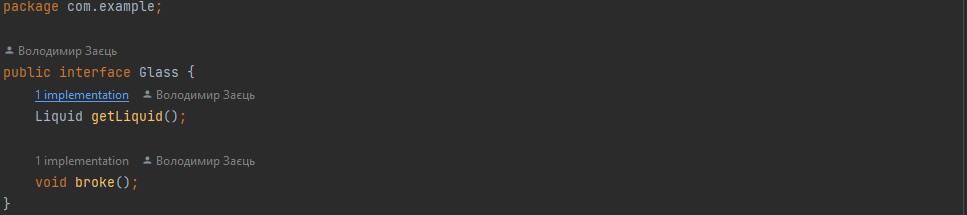 package com.example;
Володимир Заєць
public interface Glass {
1 implementation Володимир Заєць
Liquid getLiquid();
1 implementation Володимир Заєць
void broke();
}